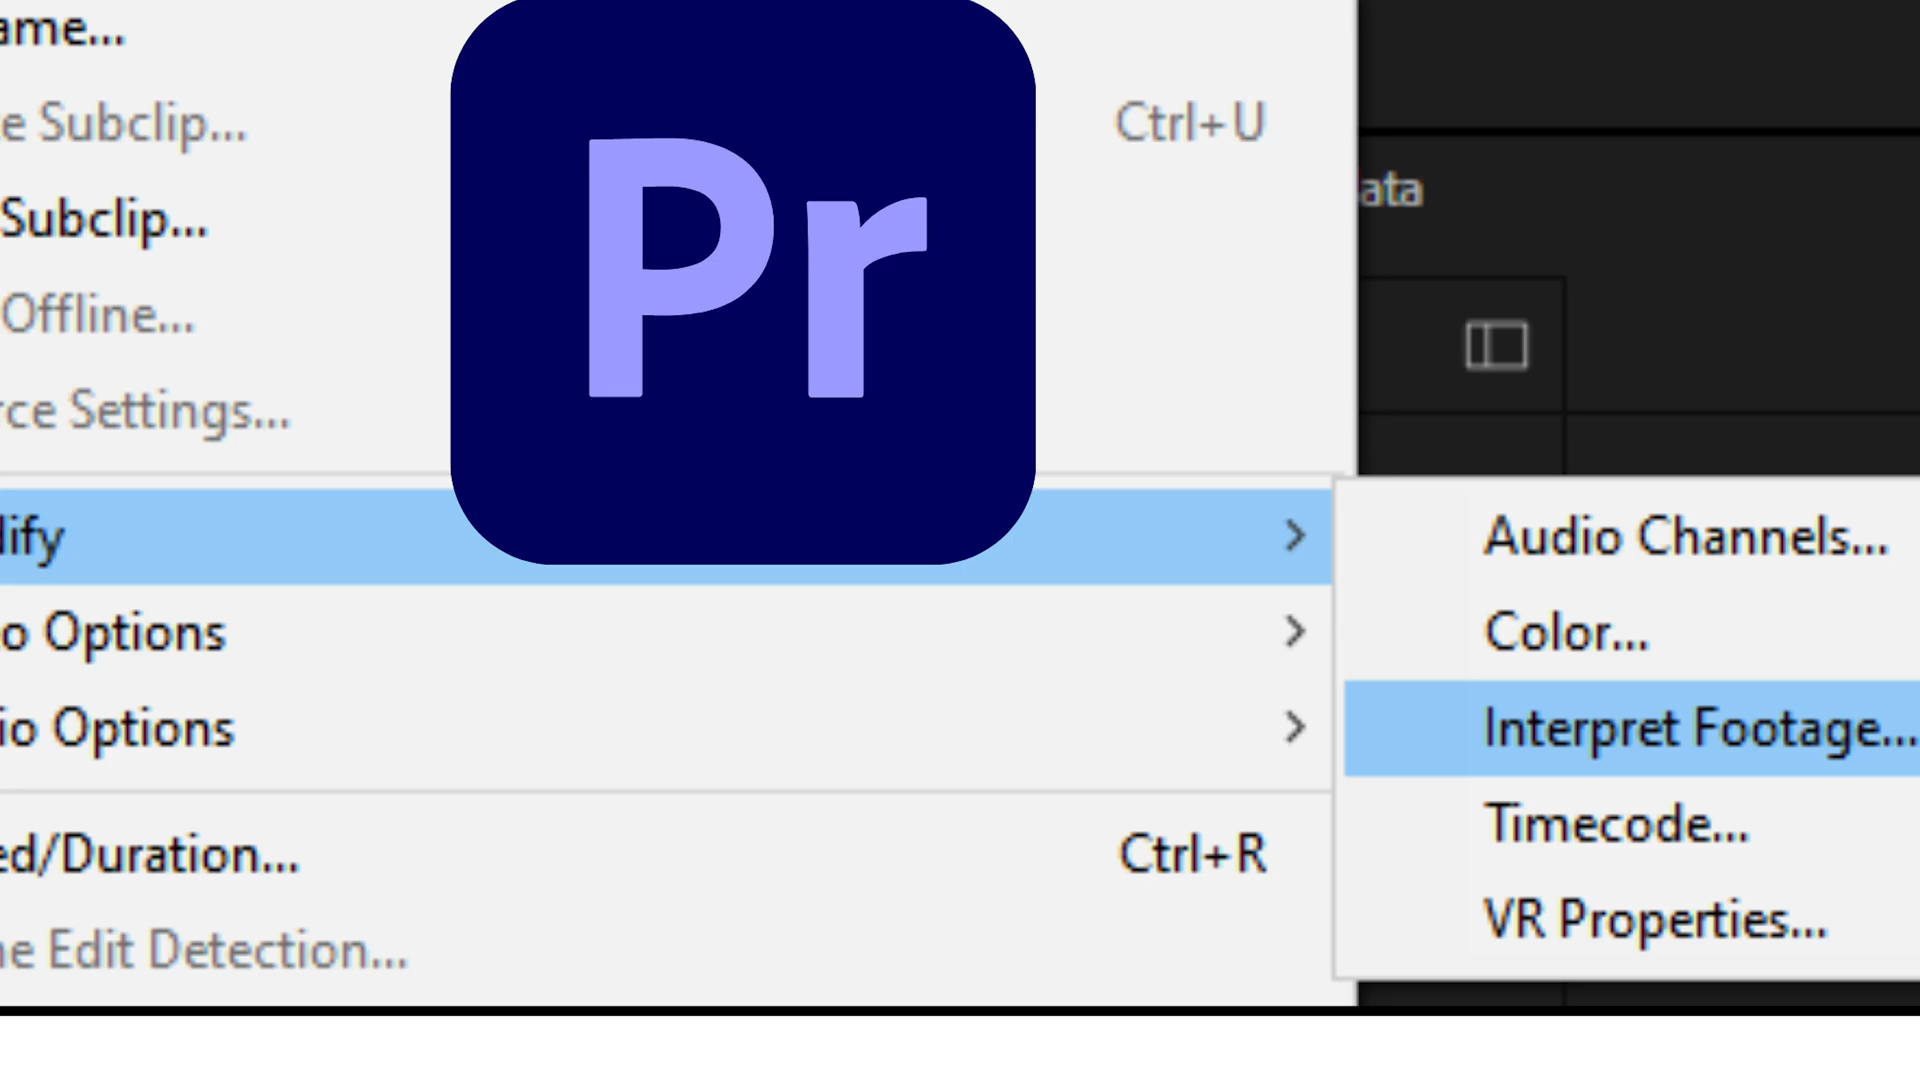 ame...
e Subclip...
Ctrl+U
Subclip...
Offline...
rce Settings...
Pr
ata
dify
o Options
io Options
ed/Duration...
Ctrl+R
ne Edit Detection...
Audio Channels...
Color...
Interpret Footage...
Timecode...
VR Properties...